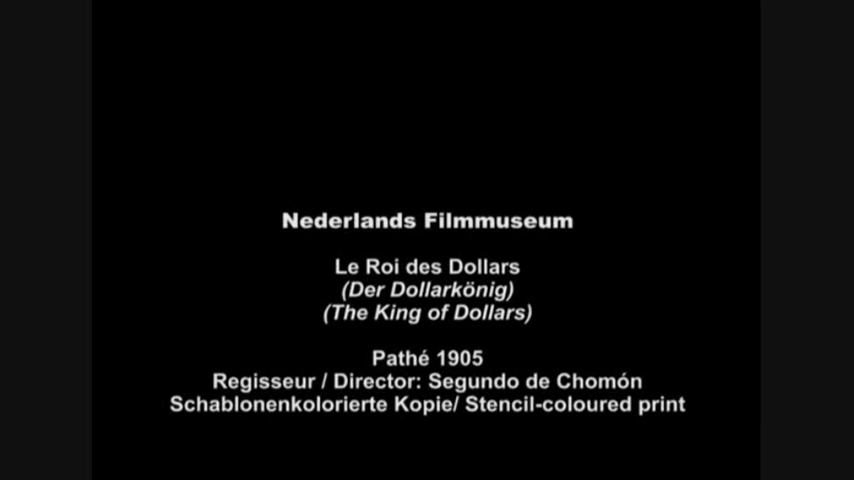 Nederlands Filmmuseum
Le Roi des Dollars
(Der Dollarkönig)
(The King of Dollars)
Pathé 1905
Regisseur / Director: Segundo de Chomón
Schablonenkolorierte Kopie/ Stencil-coloured print